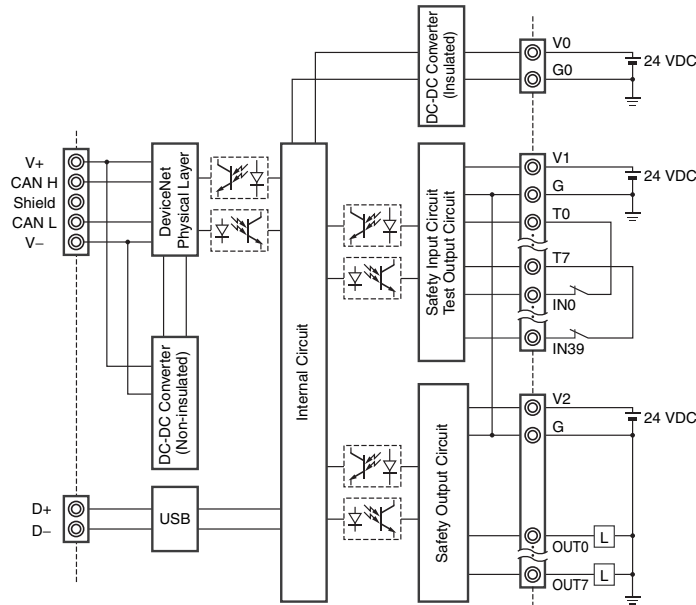 V0
G0
24 VDC
DC-DC Converter
(Insulated)
V+
CAN H
Shield
CAN L
V–
DeviceNet
Physical Layer
DC-DC Converter
(Non-insulated)
Internal Circuit
Safety Input Circuit
Test Output Circuit
V1
G
T0
T7
IN0
IN39
24 VDC
D+
D–
USB
Safety Output Circuit
V2
G
24 VDC
OUT0
L
OUT7
L